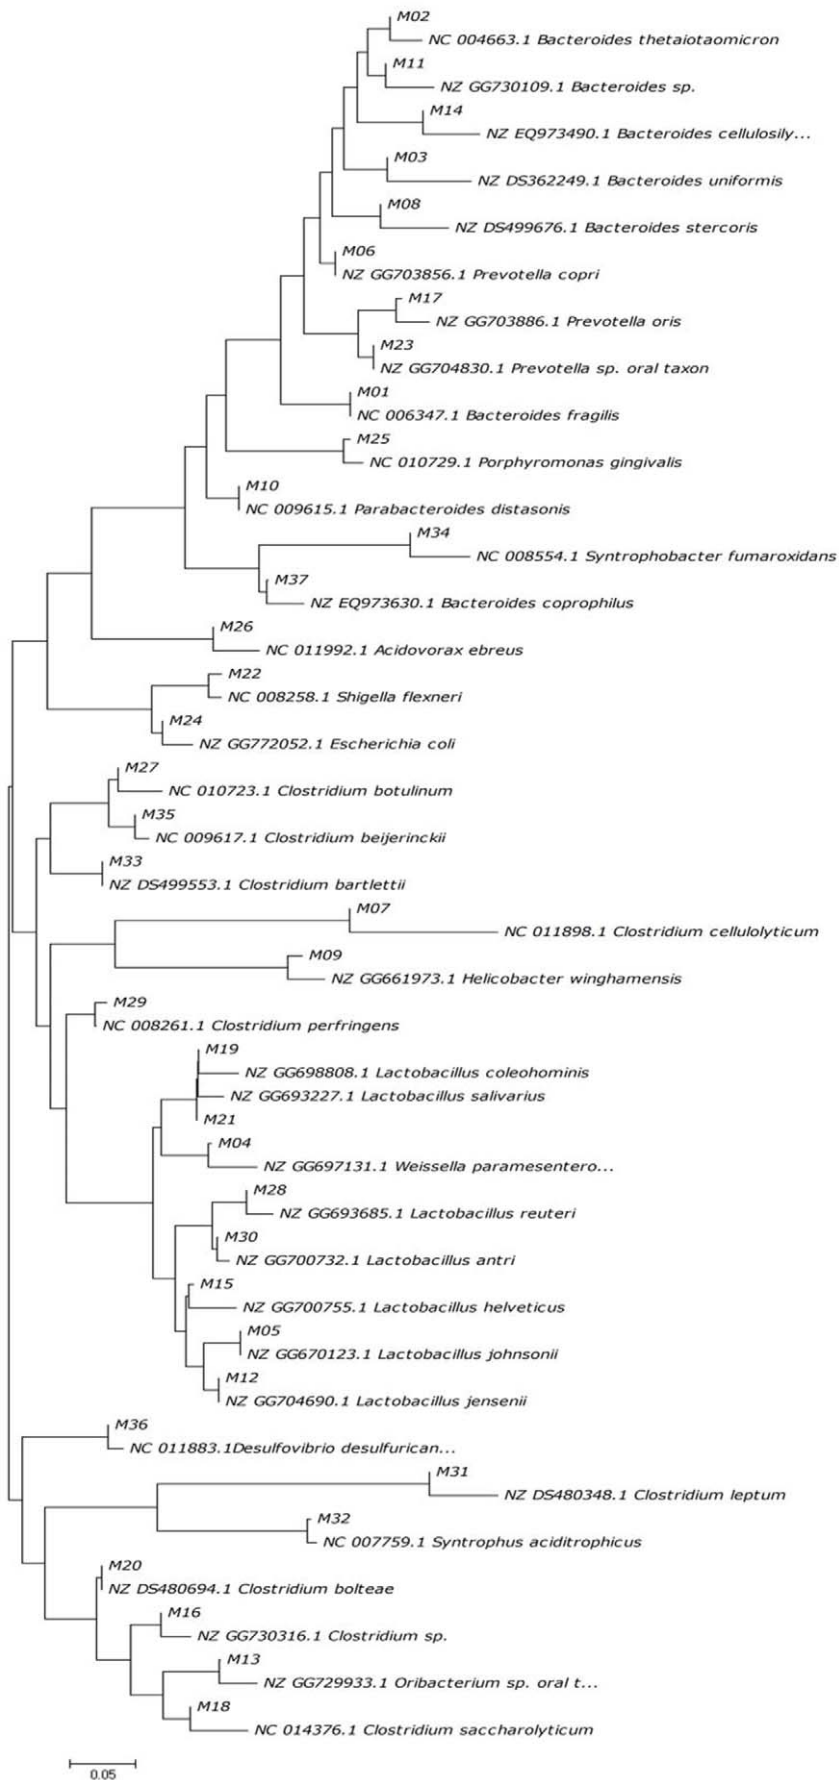 M02
NC 004663.1 Bacteroides thetaiotaomicron
M11
NZ GG730109.1 Bacteroides sp.
M14
NZ EQ973490.1 Bacteroides cellulosily...
M03
NZ DS362249.1 Bacteroides uniformis
M08
NZ DS499676.1 Bacteroides stercoris
M06
NZ GG703856.1 Prevotella copri
M17
NZ GG703886.1 Prevotella oris
M23
NZ GG704830.1 Prevotella sp. oral taxon
M01
NC 006347.1 Bacteroides fragilis
M25
NC 010729.1 Porphyromonas gingivalis
M10
NC 009615.1 Parabacteroides distasonis
M34
NC 008554.1 Syntrophobacter fumaroxidans
M37
NZ EQ973630.1 Bacteroides coprophilus
M26
NC 011992.1 Acidovorax ebreus
M22
NC 008258.1 Shigella flexneri
M24
NZ GG772052.1 Escherichia coli
M27
NC 010723.1 Clostridium botulinum
M35
NC 009617.1 Clostridium beijerinckii
M33
NZ DS499553.1 Clostridium bartlettii
M07
NC 011898.1 Clostridium cellulolyticum
M09
NZ GG661973.1 Helicobacter winghamensis
M29
NC 008261.1 Clostridium perfringens
M19
NZ GG698808.1 Lactobacillus coleohominis
NZ GG693227.1 Lactobacillus salivarius
M21
M04
NZ GG697131.1 Weissella paramesentero...
M28
NZ GG693685.1 Lactobacillus reuteri
M30
NZ GG700732.1 Lactobacillus antri
M15
NZ GG700755.1 Lactobacillus helveticus
M05
NZ GG670123.1 Lactobacillus johnsonii
M12
NZ GG704690.1 Lactobacillus jensenii
M36
NC 011883.1Desulfovibrio desulfurican...
M31
NZ DS480348.1 Clostridium leptum
M32
NC 007759.1 Syntrophus aciditrophicus
M20
NZ DS480694.1 Clostridium bolteae
M16
NZ GG730316.1 Clostridium sp.
M13
NZ GG729933.1 Oribacterium sp. oral t...
M18
NC 014376.1 Clostridium saccharolyticum
0.05